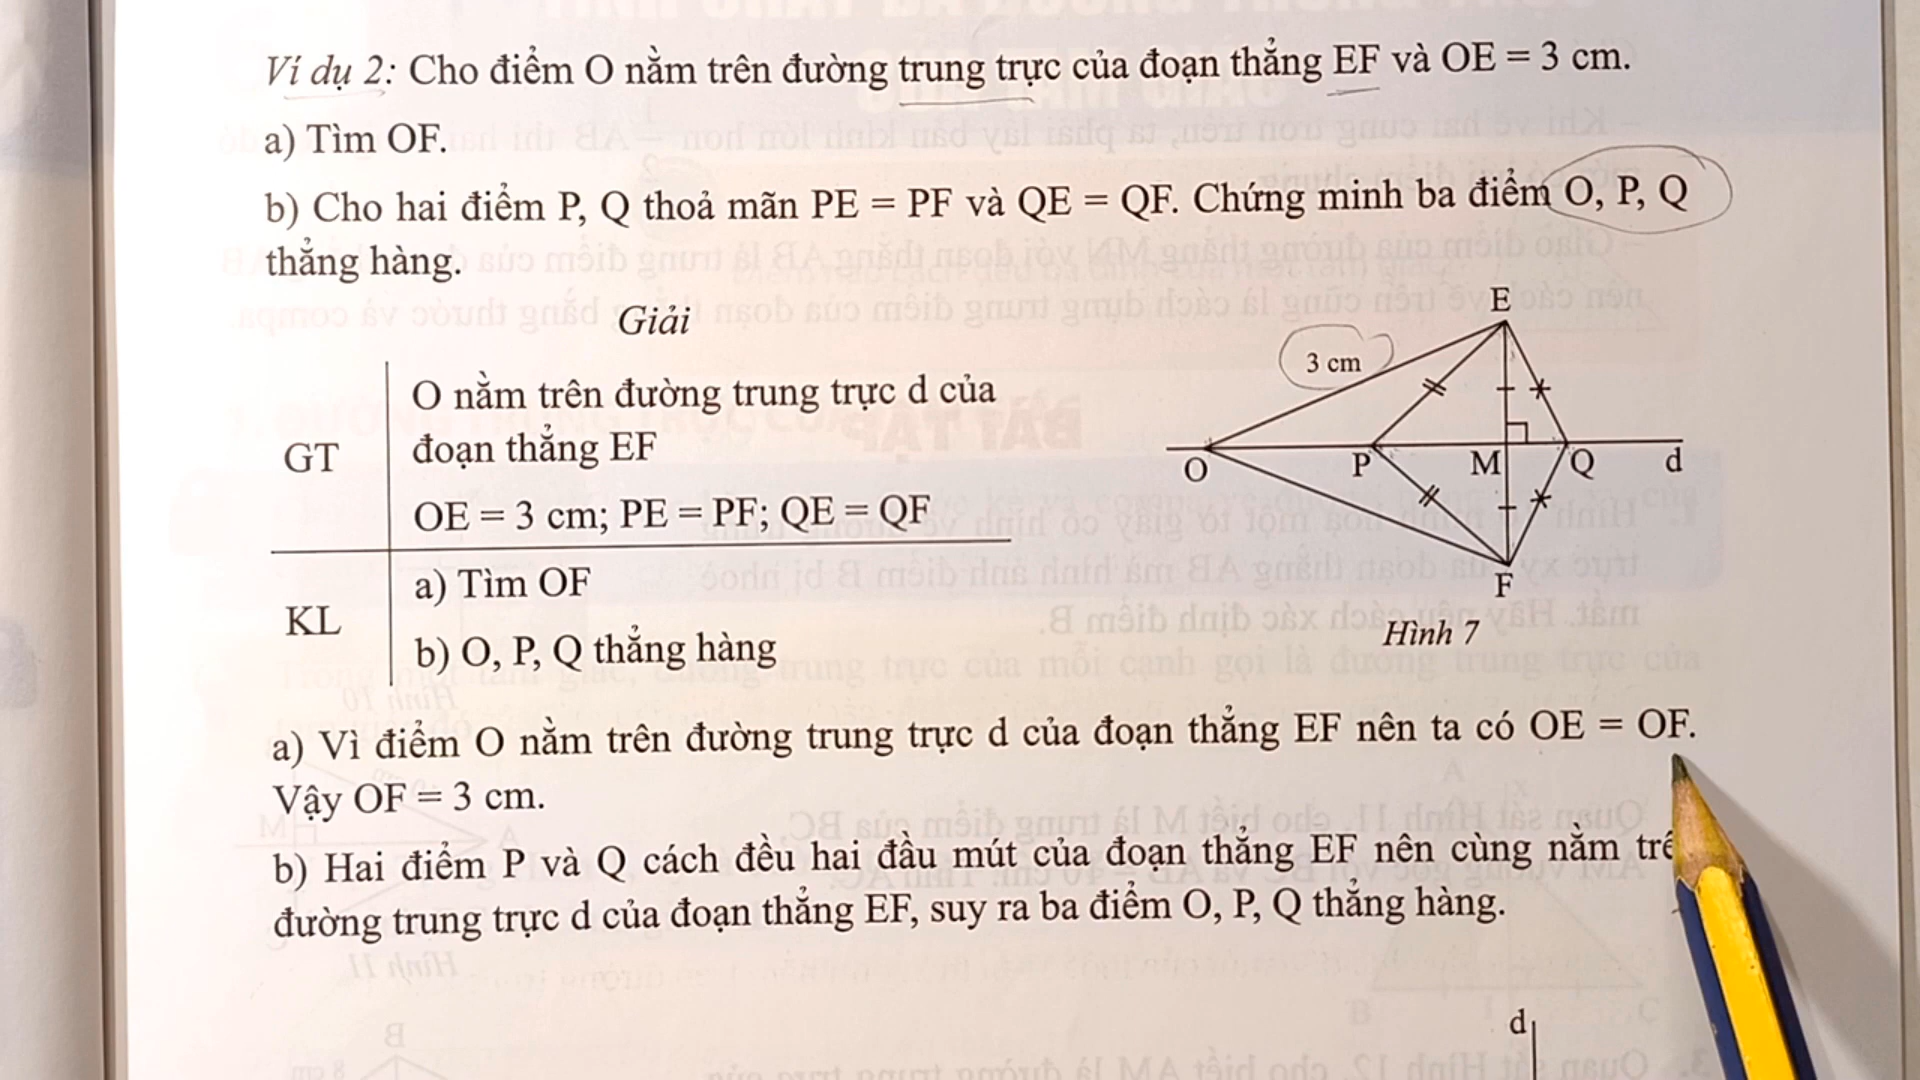 Ví dụ 2: Cho điểm O nằm trên đường trung trực của đoạn thẳng EF và OE = 3 cm.
a) Tìm OF.
b) Cho hai điểm P, Q thoả mãn PE = PF và QE = QF. Chứng minh ba điểm O, P, Q
thẳng hàng.
Giải
GT
O nằm trên đường trung trực d của
đoạn thẳng EF
OE = 3 cm; PE = PF; QE = QF
KL
a) Tìm OF
b) O, P, Q thẳng hàng
E
3 cm
O P M Q d
F
Hình 7
a) Vì điểm O nằm trên đường trung trực d của đoạn thẳng EF nên ta có OE = OF.
Vậy OF = 3 cm.
b) Hai điểm P và Q cách đều hai đầu mút của đoạn thẳng EF nên cùng nằm
đường trung trực d của đoạn thẳng EF, suy ra ba điểm O, P, Q thẳng hàng.
d